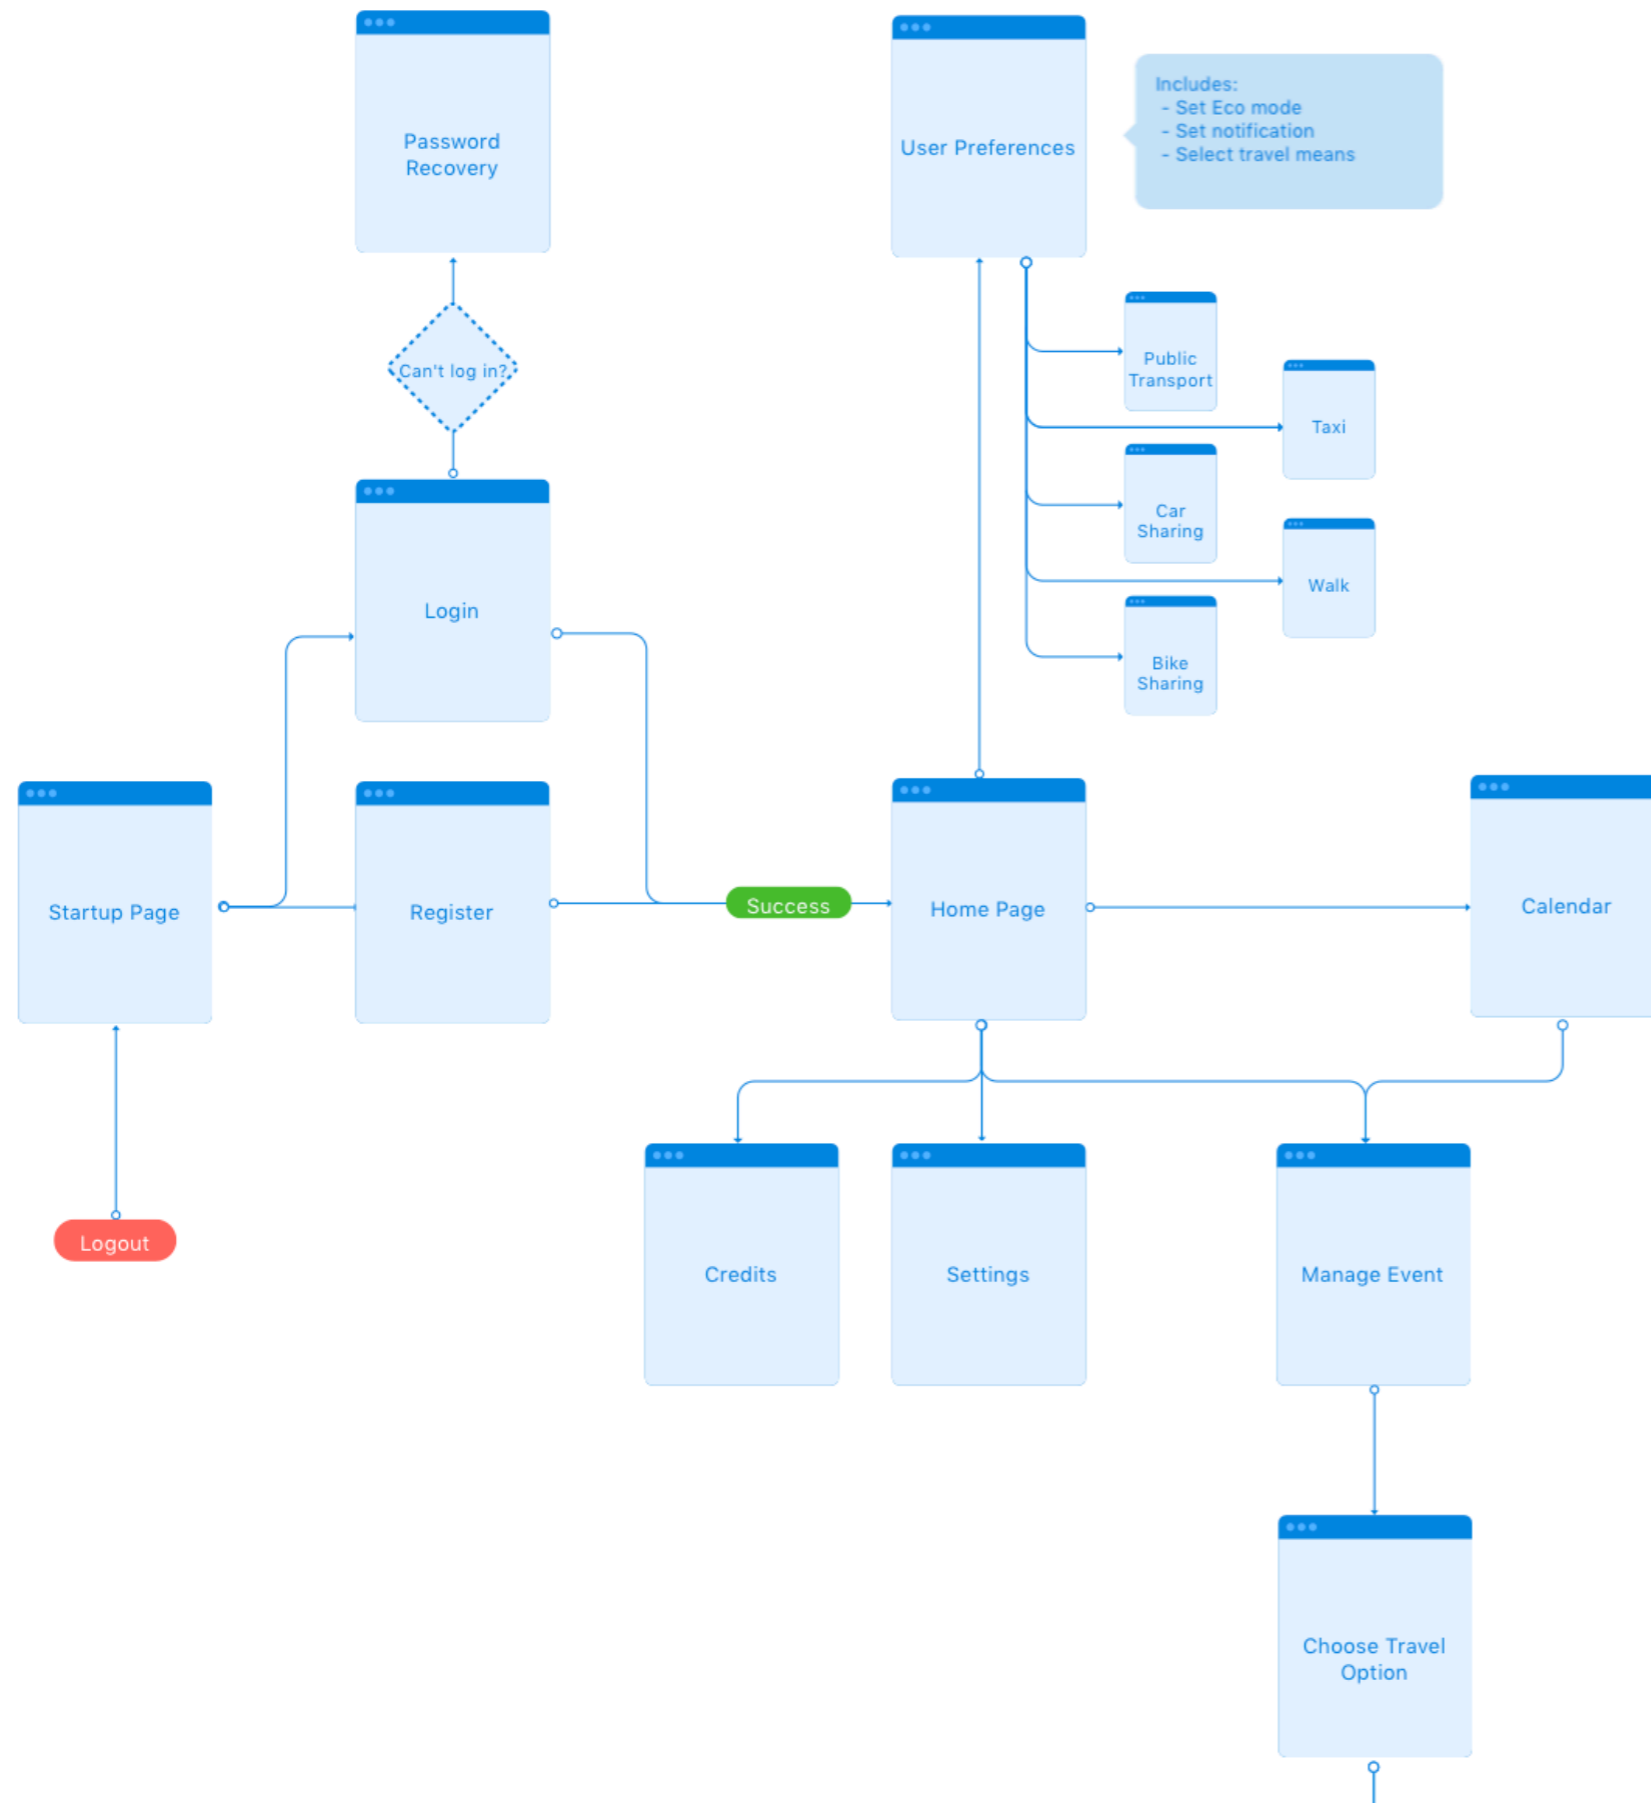 Password
Recovery
User Preferences
Includes:
- Set Eco mode
- Set notification
- Select travel means
Can't log in?
Public
Transport
Taxi
Car
Sharing
Walk
Bike
Sharing
Login
Startup Page
Register
Success
Home Page
Calendar
Logout
Credits
Settings
Manage Event
Choose Travel
Option